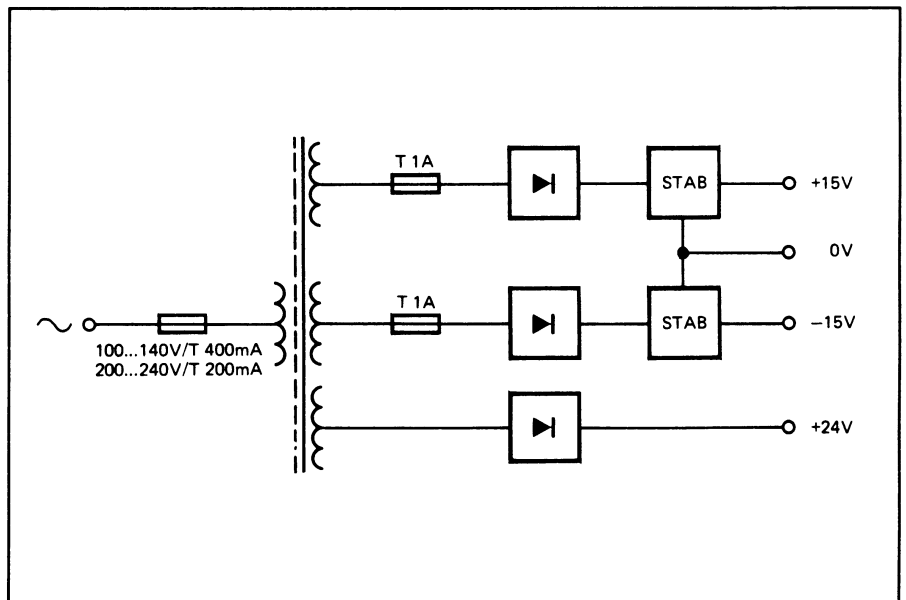 T 1A
STAB
+15V
0V
T 1A
STAB
−15V
100...140V/T 400mA
200...240V/T 200mA
+24V